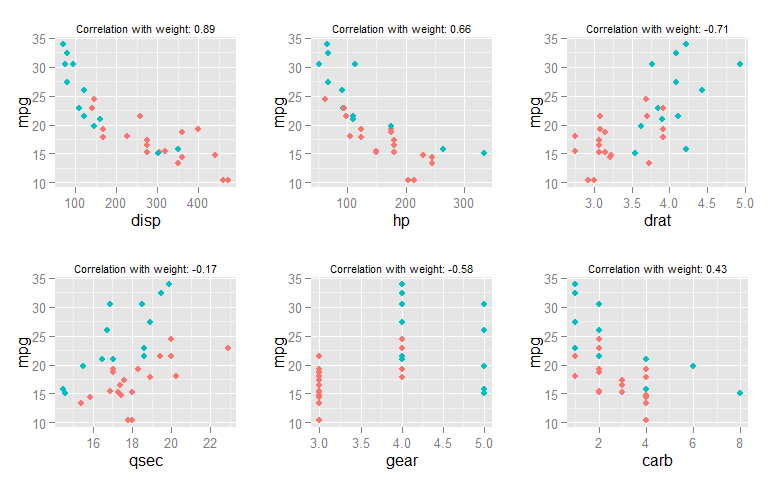 Correlation with weight: 0.89
35
30
25
20
15
10
mpg
100 200 300 400
disp
Correlation with weight: 0.66
35
30
25
20
15
10
mpg
100 200 300
hp
Correlation with weight: -0.71
35
30
25
20
15
10
mpg
3.0 3.5 4.0 4.5 5.0
drat
Correlation with weight: -0.17
35
30
25
20
15
10
mpg
16 18 20 22
qsec
Correlation with weight: -0.58
35
30
25
20
15
10
mpg
3.0 3.5 4.0 4.5 5.0
gear
Correlation with weight: 0.43
35
30
25
20
15
10
mpg
2 4 6 8
carb